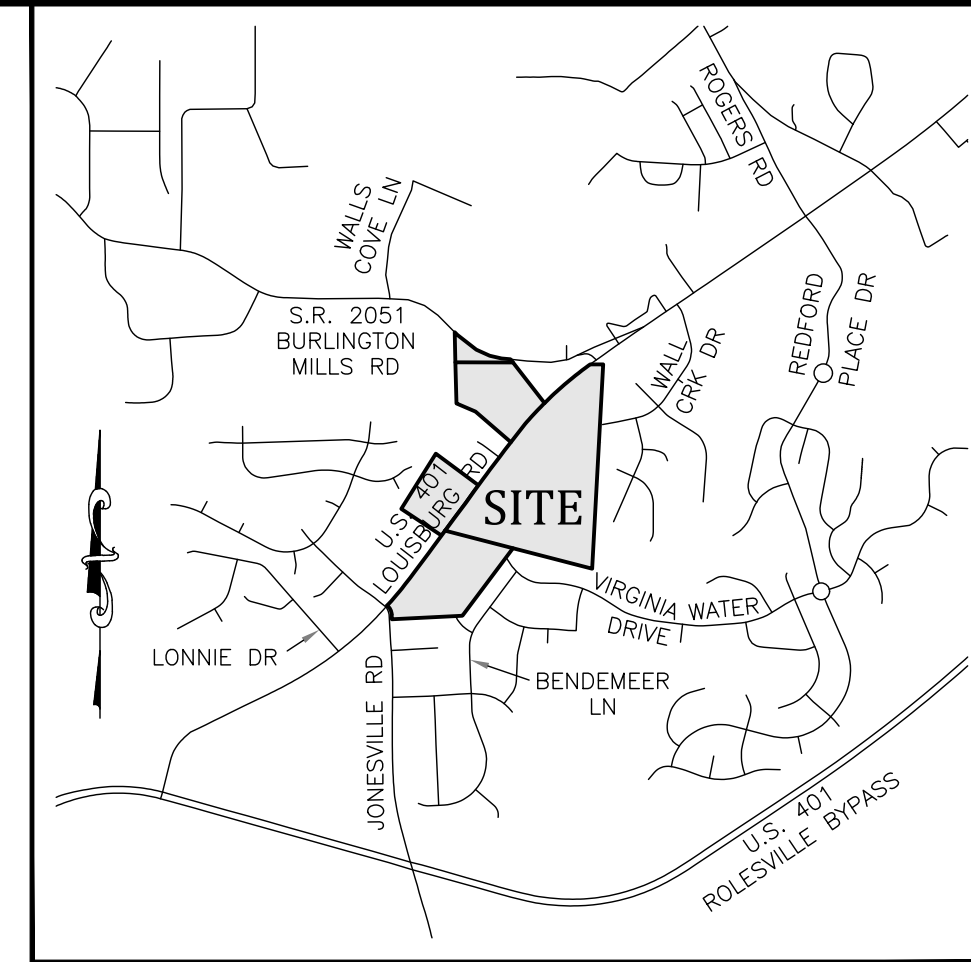 ROGERS RD
WALLS
COVE LN
S.R. 2051
BURLINGTON
MILLS RD
REDFORD
PLACE DR
WALL
CRK DR
U.S. 401
LOUISBURG RD
SITE
VIRGINIA WATER
DRIVE
LONNIE DR
BENDEMEER
LN
JONESVILLE RD
U.S. 401
ROLESVILLE BYPASS